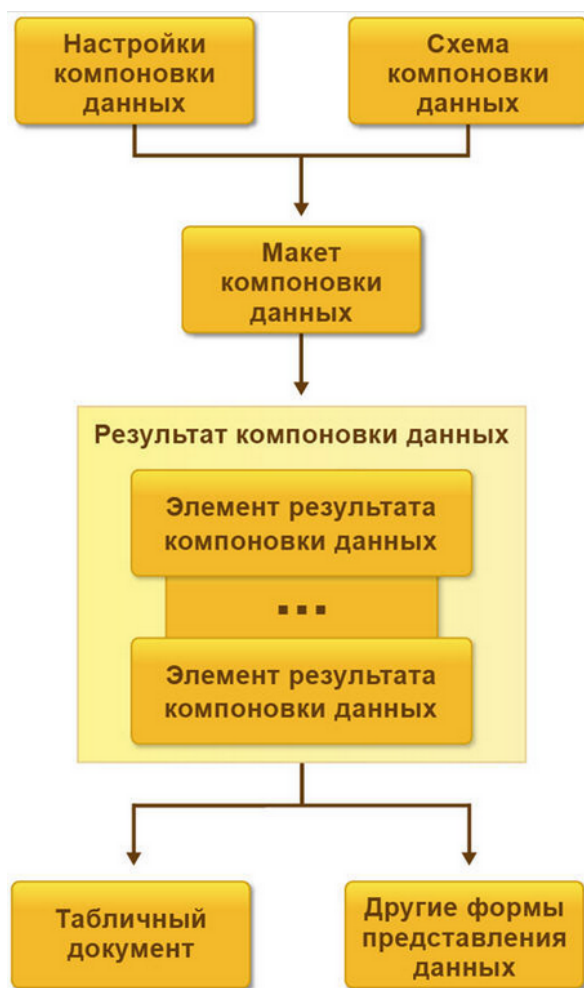 Настройки
компоновки
данных
Схема
компоновки
данных
Макет
компоновки
данных
Результат компоновки данных
Элемент результата
компоновки данных
...
Элемент результата
компоновки данных
Табличный
документ
Другие формы
представления
данных